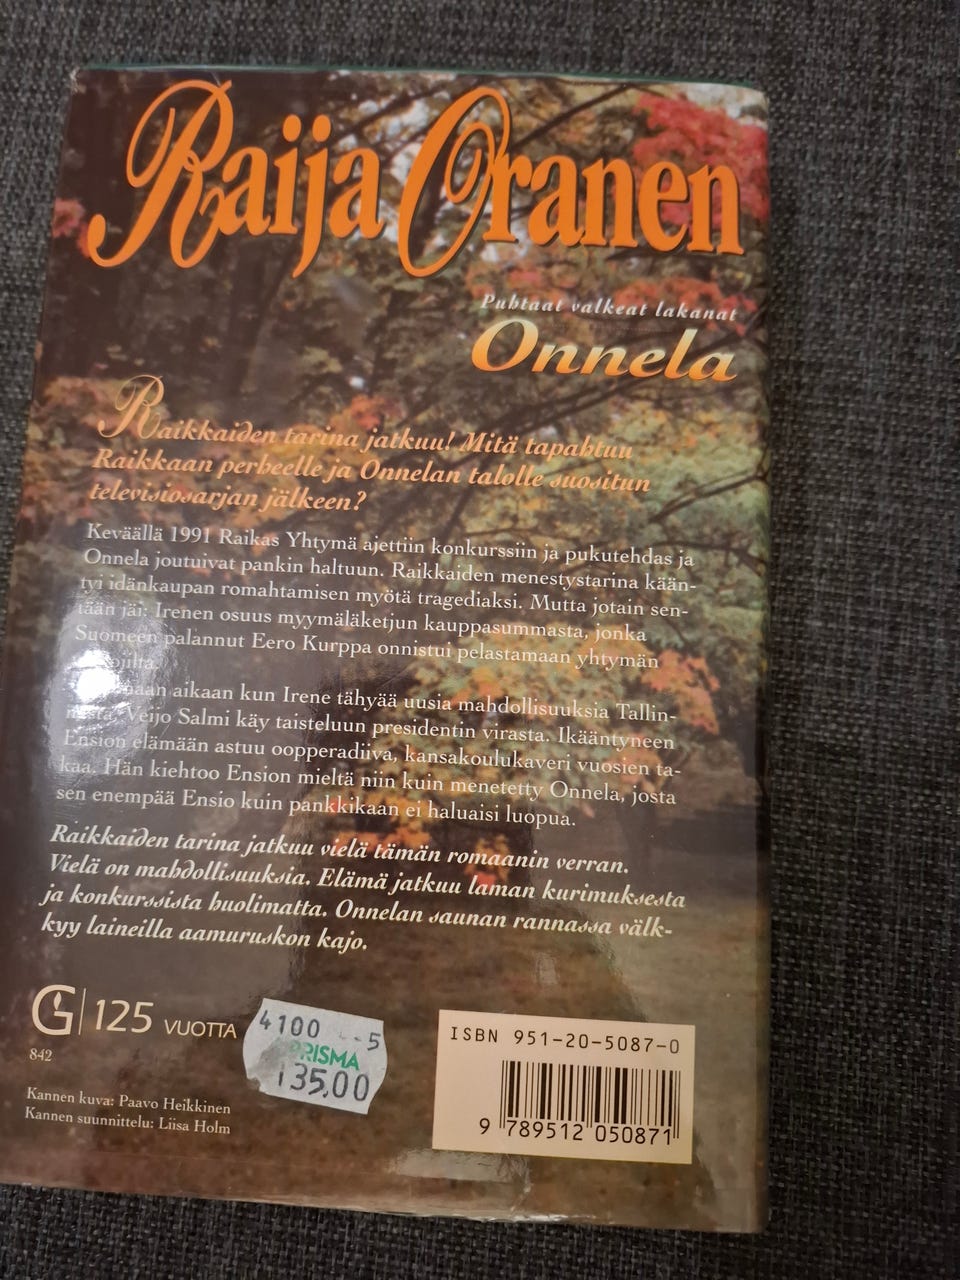 Raija Oranen
Puhtaat valkeat lakanat
Onnela
Raikkaiden tarina jatkuu! Mitä tapahtuu
Raikkaan perheelle ja Onnelan talolle suositun
televisiosarjan jälkeen?
Keväällä 1991 Raikas Yhtymä ajettiin konkurssiin ja pukutehdas ja
Onnela joutuivat pankin haltuun. Raikkaiden menestystarina kään-
tyi idänkaupan romahtamisen myötä tragediaksi. Mutta jotain sen-
tään jäi: Irenen osuus myymäläketjun kauppasummasta, jonka
Suomeen palannut Eero Kurppa onnistui pelastamaan yhtymän
aikaan kun Irene tähyää uusia mahdollisuuksia Tallin-
nasta, Veijo Salmi käy taisteluun presidentin virasta. Ikääntyneen
Ension elämään astuu oopperadiiva, kansakoulukaveri vuosien ta-
kaa. Hän kiehtoo Ension mieltä niin kuin menetetty Onnela, josta
sen enempää Ensio kuin pankkikaan ei haluaisi luopua.
Raikkaiden tarina jatkuu vielä tämän romaanin verran.
Vielä on mahdollisuuksia. Elämä jatkuu laman kurimuksesta
ja konkurssista huolimatta. Onnelan saunan rannassa välk-
kyy laineilla aamuruskon kajo.
G 125 VUOTTA
842
4100 5
PRISMA
135,00
Kannen kuva: Paavo Heikkinen
Kannen suunnittelu: Liisa Holm
ISBN 951-20-5087-0
9 789512 050871